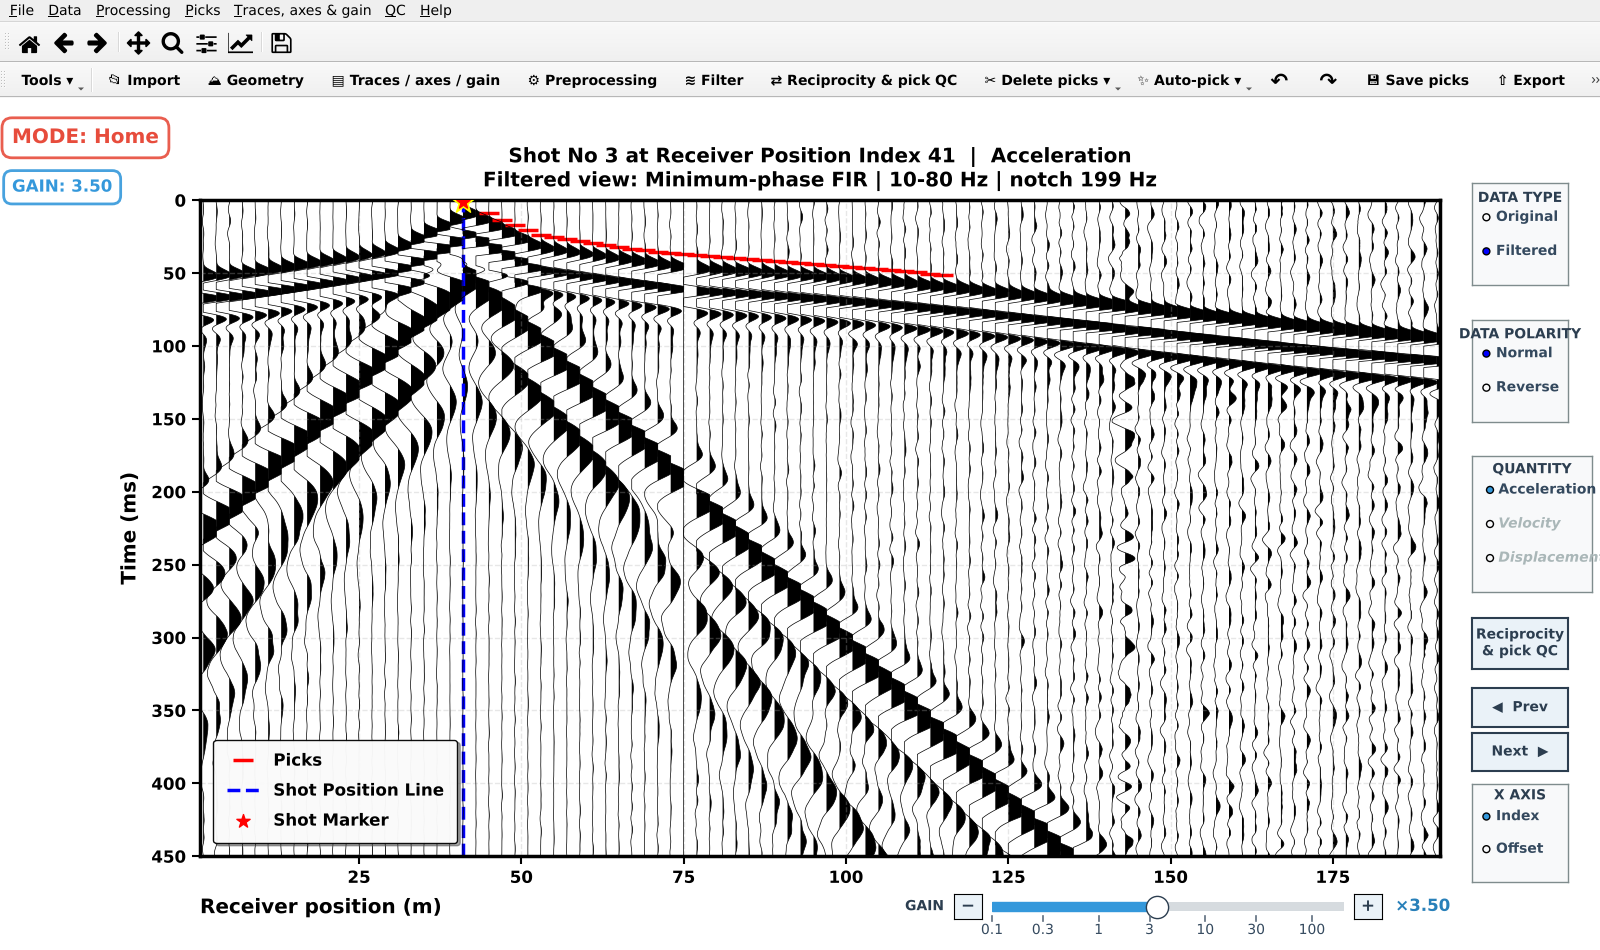 File Data Processing Picks Traces, axes & gain QC Help
Tools ▾ Import Geometry Traces / axes / gain Preprocessing Filter Reciprocity & pick QC Delete picks ▾ Auto-pick ▾ Save picks Export
MODE: Home
GAIN: 3.50
Shot No 3 at Receiver Position Index 41 | Acceleration
Filtered view: Minimum-phase FIR | 10-80 Hz | notch 199 Hz
0
50
100
150
200
250
300
350
400
450
Time (ms)
Picks
Shot Position Line
Shot Marker
25 50 75 100 125 150 175
Receiver position (m)
DATA TYPE
Original
Filtered
DATA POLARITY
Normal
Reverse
QUANTITY
Acceleration
Velocity
Displacemen
Reciprocity
& pick QC
◀ Prev
Next ▶
X AXIS
Index
Offset
GAIN − + ×3.50
0.1 0.3 1 3 10 30 100